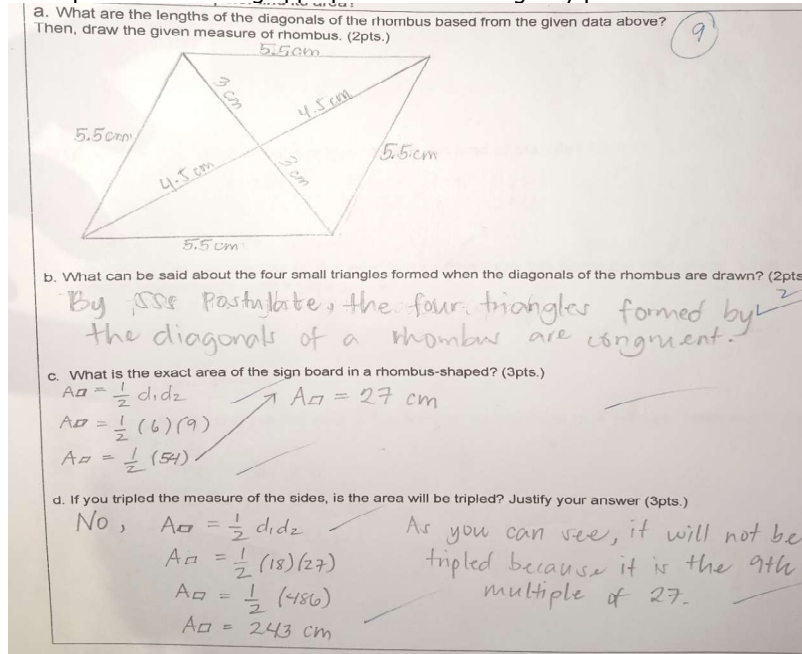 a. What are the lengths of the diagonals of the rhombus based from the given data above?
Then, draw the given measure of rhombus. (2pts.)
9
5.5cm
3 cm
4.5 cm
5.5 cm
5.5 cm
4.5 cm
3 cm
5.5 cm
b. What can be said about the four small triangles formed when the diagonals of the rhombus are drawn? (2pts
2
By SSS Postulate, the four triangles formed by
the diagonals of a rhombus are congruent.
c. What is the exact area of the sign board in a rhombus-shaped? (3pts.)
A▱ = 1/2 d₁d₂
A▱ = 27 cm
A▱ = 1/2 (6)(9)
A▱ = 1/2 (54)
d. If you tripled the measure of the sides, is the area will be tripled? Justify your answer (3pts.)
No, A▱ = 1/2 d₁d₂
A▱ = 1/2 (18)(27)
A▱ = 1/2 (486)
A▱ = 243 cm
As you can see, it will not be
tripled because it is the 9th
multiple of 27.